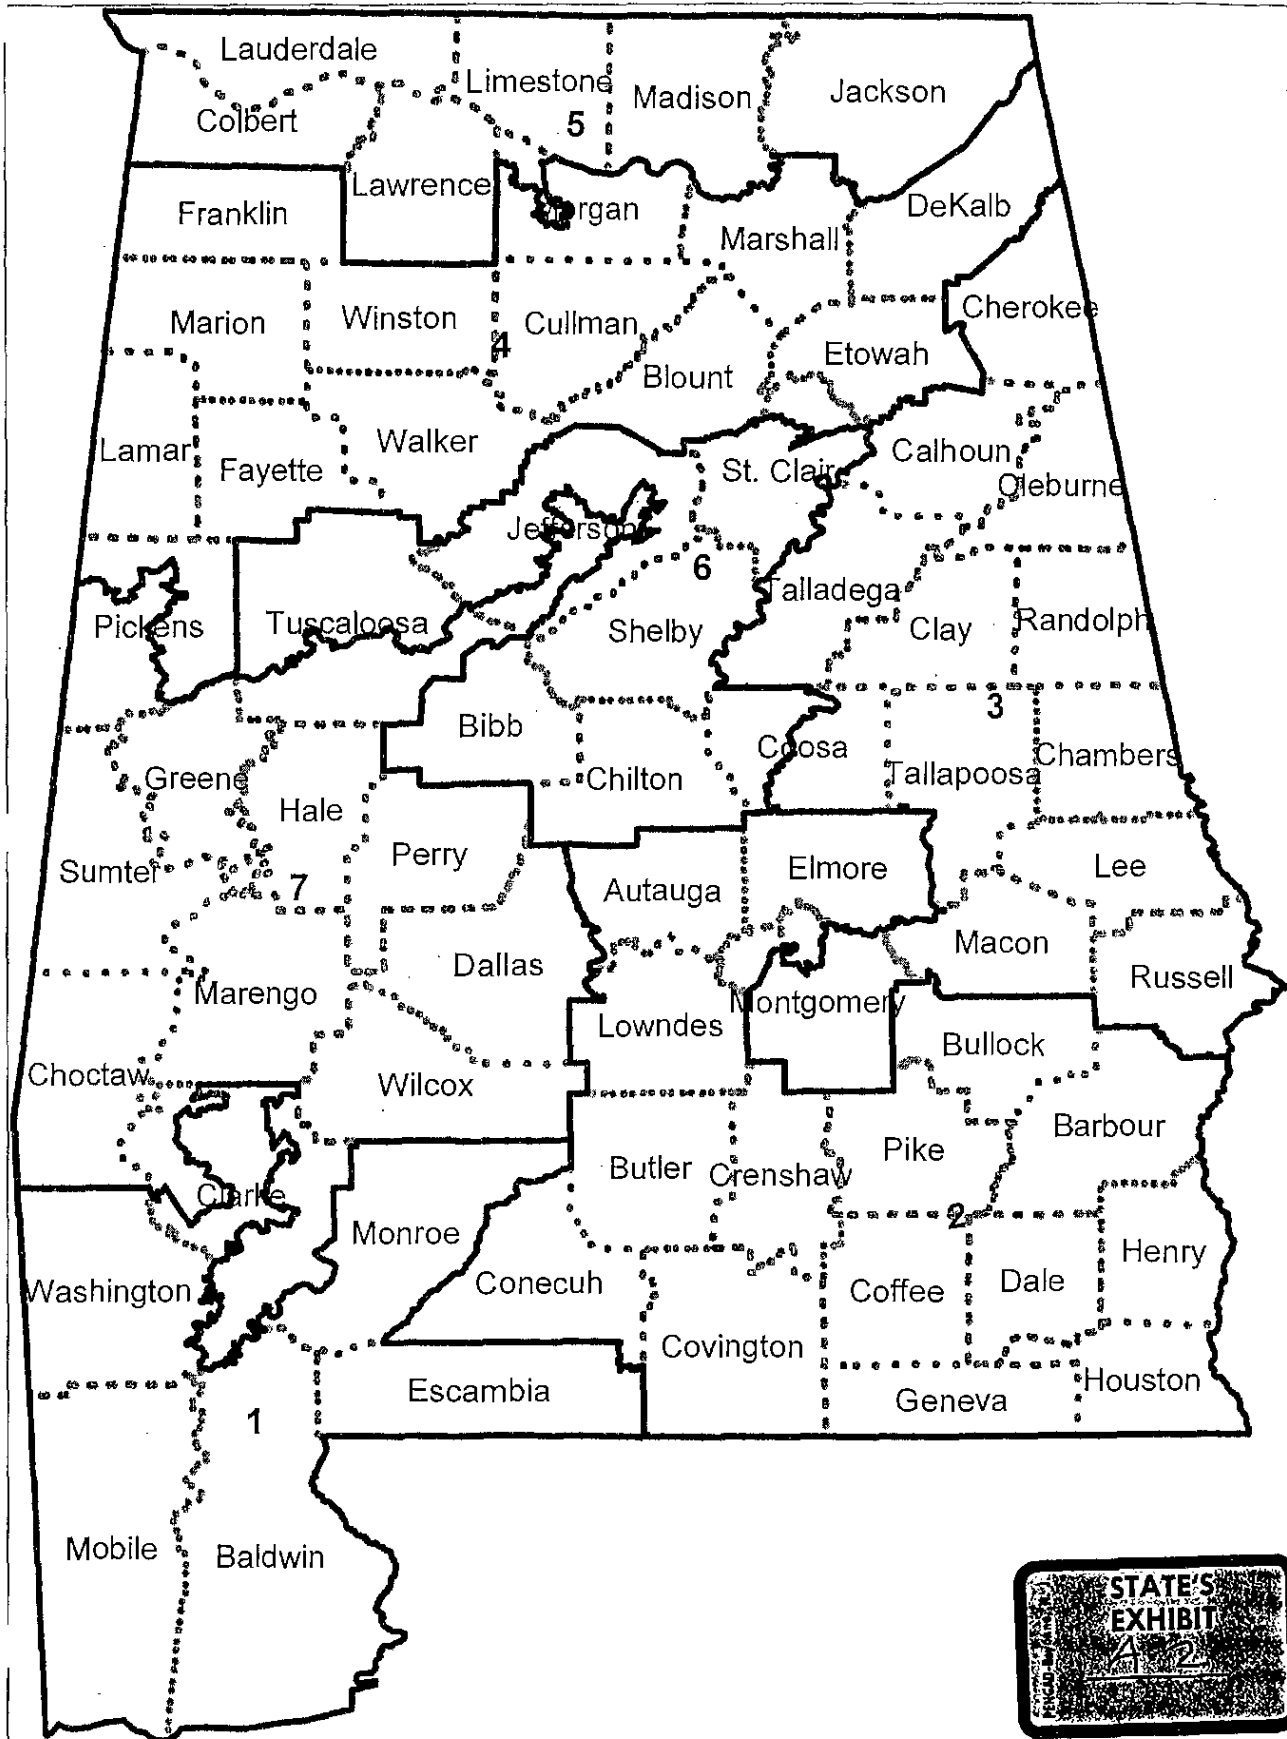 Lauderdale
Limestone
Madison
Jackson
Colbert
5
Lawrence
Franklin
Morgan
DeKalb
Marshall
Marion
Winston
Cullman
Cherokee
4
Etowah
Blount
Lamar
Fayette
Walker
St. Clair
Calhoun
Cleburne
Jefferson
6
Talladega
Pickens
Tuscaloosa
Shelby
Clay
Randolph
3
Bibb
Coosa
Chambers
Greene
Chilton
Tallapoosa
Hale
Perry
Elmore
Lee
Sumter
7
Autauga
Dallas
Macon
Marengo
Montgomery
Russell
Lowndes
Bullock
Choctaw
Wilcox
Barbour
Pike
Butler
Crenshaw
Clarke
2
Monroe
Henry
Washington
Conecuh
Coffee
Dale
Covington
Escambia
Geneva
Houston
1
Mobile
Baldwin
STATE'S
EXHIBIT
A 2